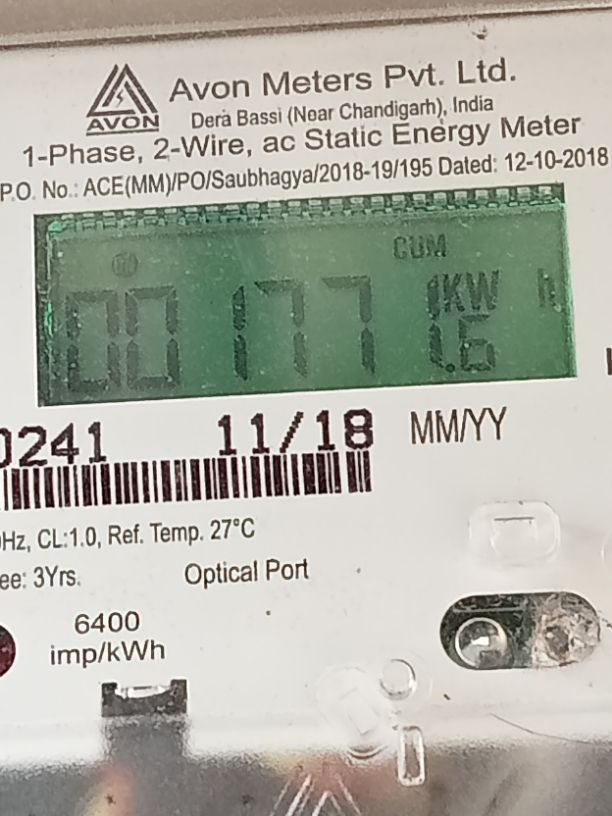 Avon Meters Pvt. Ltd.
AVON
Dera Bassi (Near Chandigarh), India
1-Phase, 2-Wire, ac Static Energy Meter
P.O. No.: ACE(MM)/PO/Saubhagya/2018-19/195 Dated: 12-10-2018
CUM
001771.6 KW h
0241 11/18 MM/YY
Hz, CL:1.0, Ref. Temp. 27°C
ee: 3Yrs. Optical Port
6400
imp/kWh